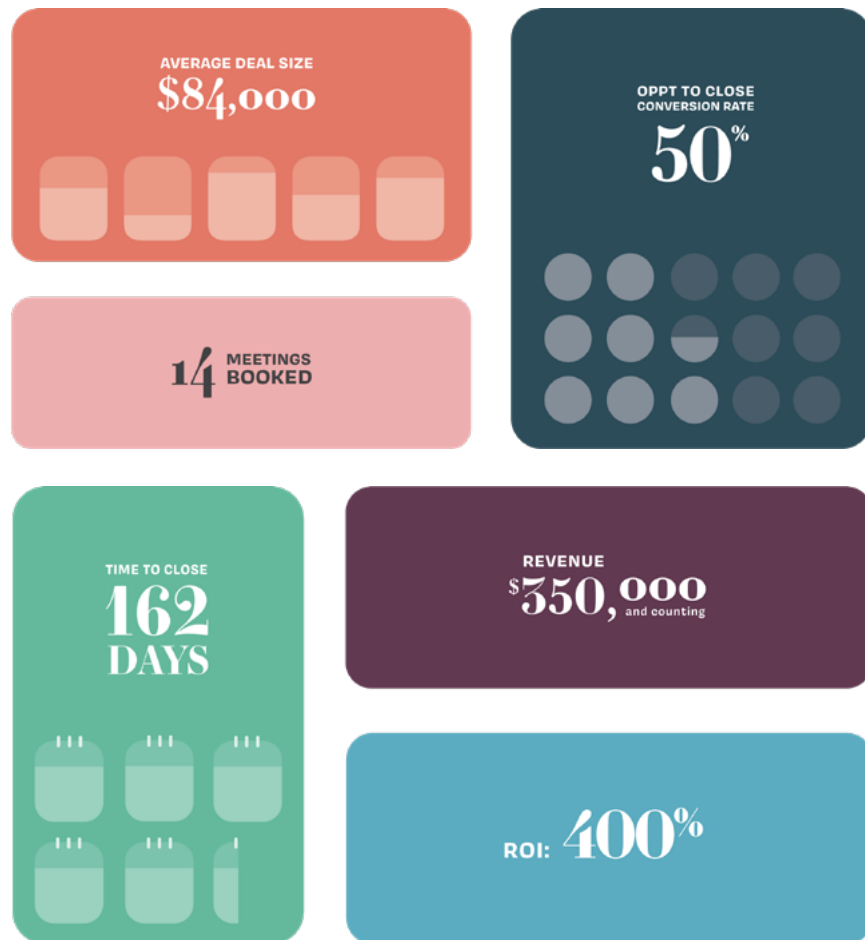 AVERAGE DEAL SIZE
$84,000
OPPT TO CLOSE
CONVERSION RATE
50%
14 MEETINGS
BOOKED
TIME TO CLOSE
162
DAYS
REVENUE
$350,000
and counting
ROI: 400%